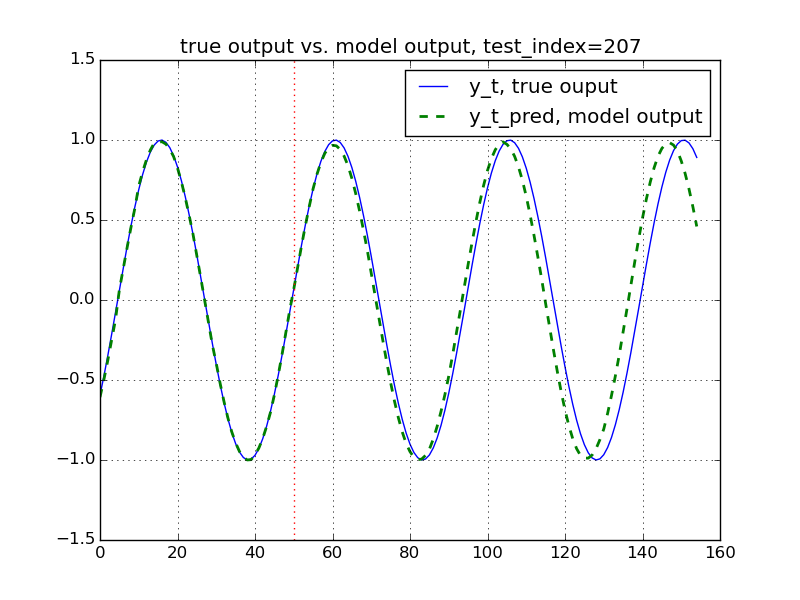 true output vs. model output, test_index=207
y_t, true ouput
y_t_pred, model output
1.5
1.0
0.5
0.0
−0.5
−1.0
−1.5
0 20 40 60 80 100 120 140 160